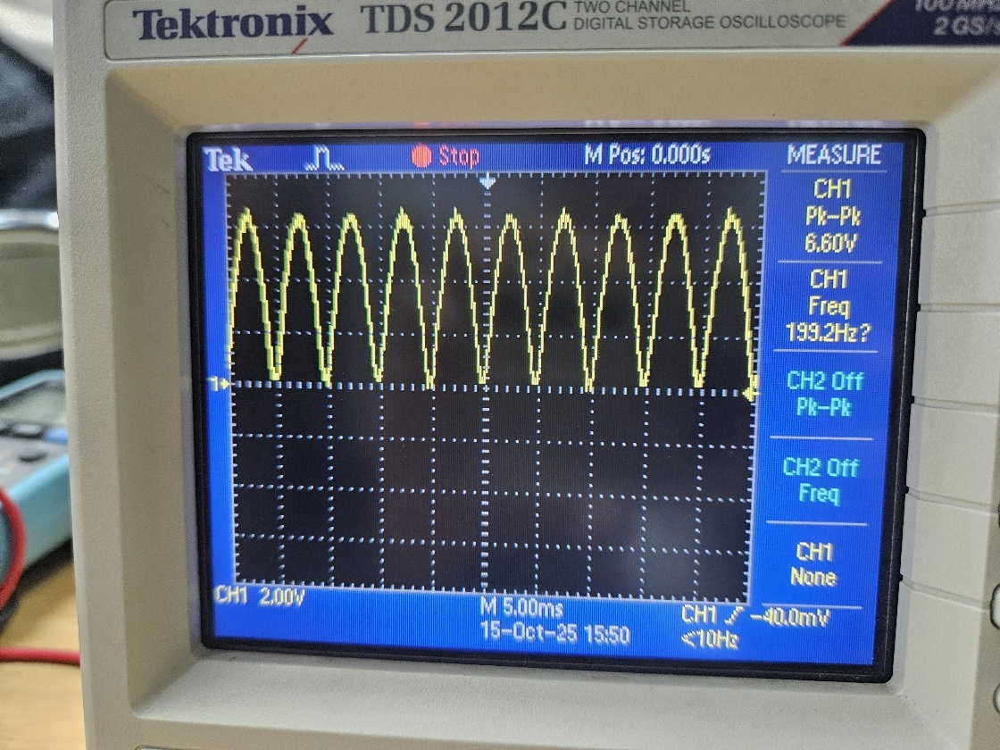 Tektronix TDS 2012C TWO CHANNEL
DIGITAL STORAGE OSCILLOSCOPE
100 MHz
2 GS/s
Tek Stop M Pos: 0.000s MEASURE
CH1
Pk-Pk
6.60V
CH1
Freq
199.2Hz?
CH2 Off
Pk-Pk
CH2 Off
Freq
CH1
None
1
CH1 2.00V M 5.00ms CH1 -40.0mV
15-Oct-25 15:50 <10Hz